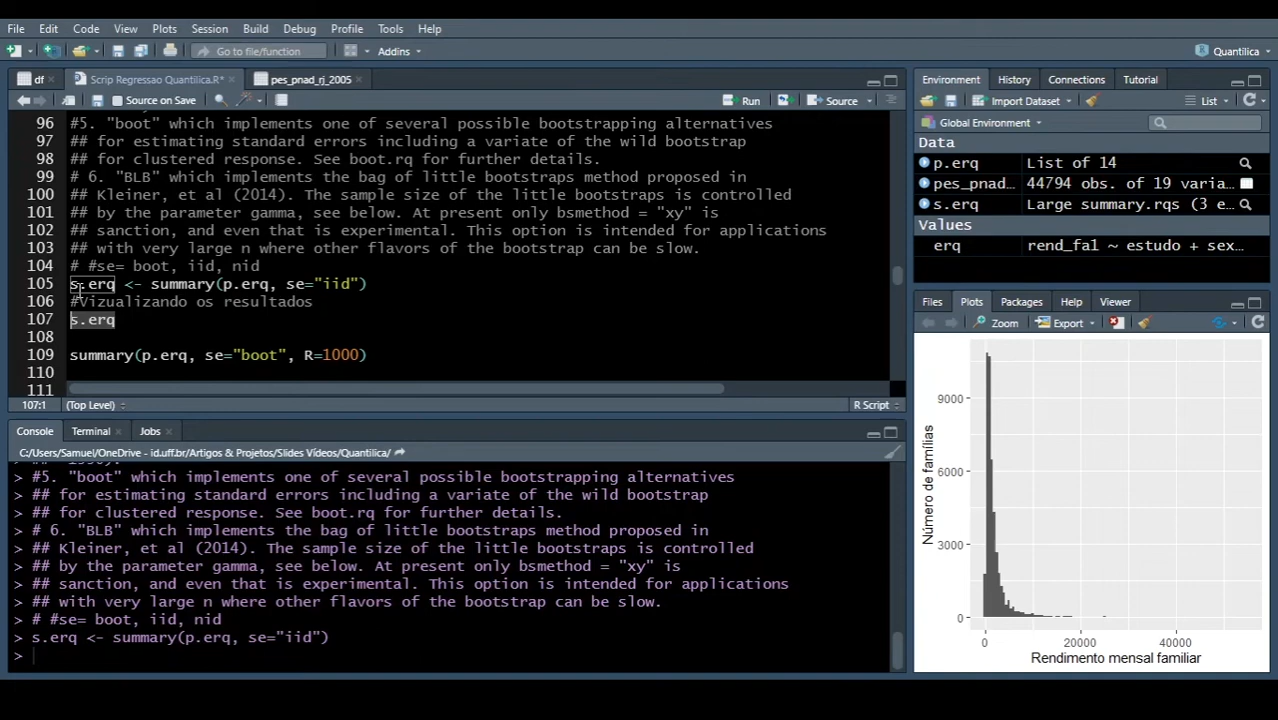 File Edit Code View Plots Session Build Debug Profile Tools Help
Go to file/function Addins Quantilica
df Scrip Regressao Quantilica.R* pes_pnad_rj_2005
Source on Save Run Source
96 #5. "boot" which implements one of several possible bootstrapping alternatives
97 ## for estimating standard errors including a variate of the wild bootstrap
98 ## for clustered response. See boot.rq for further details.
99 # 6. "BLB" which implements the bag of little bootstraps method proposed in
100 ## Kleiner, et al (2014). The sample size of the little bootstraps is controlled
101 ## by the parameter gamma, see below. At present only bsmethod = "xy" is
102 ## sanction, and even that is experimental. This option is intended for applications
103 ## with very large n where other flavors of the bootstrap can be slow.
104 # #se= boot, iid, nid
105 s.erq <- summary(p.erq, se="iid")
106 #Vizualizando os resultados
107 s.erq
108
109 summary(p.erq, se="boot", R=1000)
110
111
107:1 (Top Level) R Script
Console Terminal Jobs
C:/Users/Samuel/OneDrive - id.uff.br/Artigos & Projetos/Slides Vídeos/Quantilica/
> #5. "boot" which implements one of several possible bootstrapping alternatives
> ## for estimating standard errors including a variate of the wild bootstrap
> ## for clustered response. See boot.rq for further details.
> # 6. "BLB" which implements the bag of little bootstraps method proposed in
> ## Kleiner, et al (2014). The sample size of the little bootstraps is controlled
> ## by the parameter gamma, see below. At present only bsmethod = "xy" is
> ## sanction, and even that is experimental. This option is intended for applications
> ## with very large n where other flavors of the bootstrap can be slow.
> # #se= boot, iid, nid
> s.erq <- summary(p.erq, se="iid")
>
Environment History Connections Tutorial
Import Dataset List
Global Environment
Data
p.erq List of 14
pes_pnad… 44794 obs. of 19 varia…
s.erq Large summary.rqs (3 e…
Values
erq rend_fa1 ~ estudo + sex…
Files Plots Packages Help Viewer
Zoom Export
Número de famílias
9000
6000
3000
0
0 20000 40000
Rendimento mensal familiar